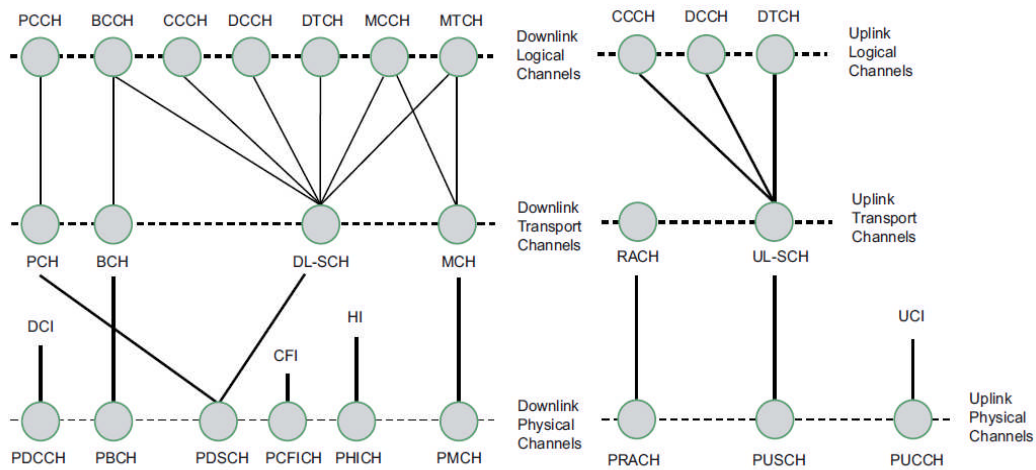 PCCH BCCH CCCH DCCH DTCH MCCH MTCH
Downlink
Logical
Channels
CCCH DCCH DTCH
Uplink
Logical
Channels
Downlink
Transport
Channels
Uplink
Transport
Channels
PCH BCH DL-SCH MCH
RACH UL-SCH
DCI
CFI
HI
UCI
Downlink
Physical
Channels
Uplink
Physical
Channels
PDCCH PBCH PDSCH PCFICH PHICH PMCH
PRACH PUSCH PUCCH